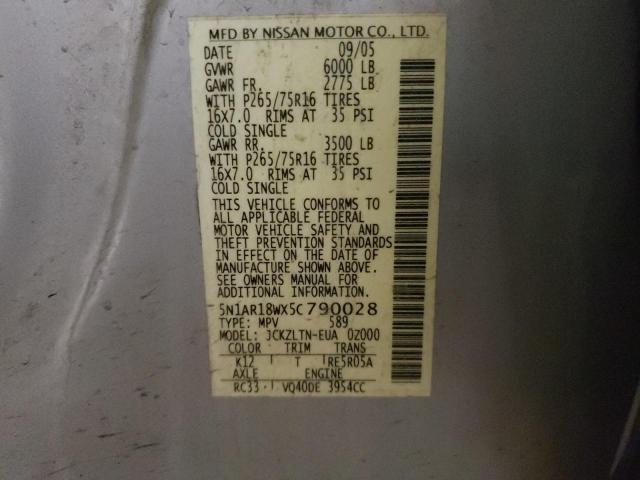 MFD BY NISSAN MOTOR CO., LTD.
DATE 09/05
GVWR 6000 LB
GAWR FR. 2775 LB
WITH P265/75R16 TIRES
16X7.0 RIMS AT 35 PSI
COLD SINGLE
GAWR RR. 3500 LB
WITH P265/75R16 TIRES
16X7.0 RIMS AT 35 PSI
COLD SINGLE
THIS VEHICLE CONFORMS TO
ALL APPLICABLE FEDERAL
MOTOR VEHICLE SAFETY AND
THEFT PREVENTION STANDARDS
IN EFFECT ON THE DATE OF
MANUFACTURE SHOWN ABOVE.
SEE OWNERS MANUAL FOR
ADDITIONAL INFORMATION.
5N1AR18WX5C790028
TYPE: MPV 589
MODEL: JCKZLTN-EUA 0Z000
COLOR TRIM TRANS
K12 T RE5R05A
AXLE ENGINE
RC33 VQ40DE 3954CC